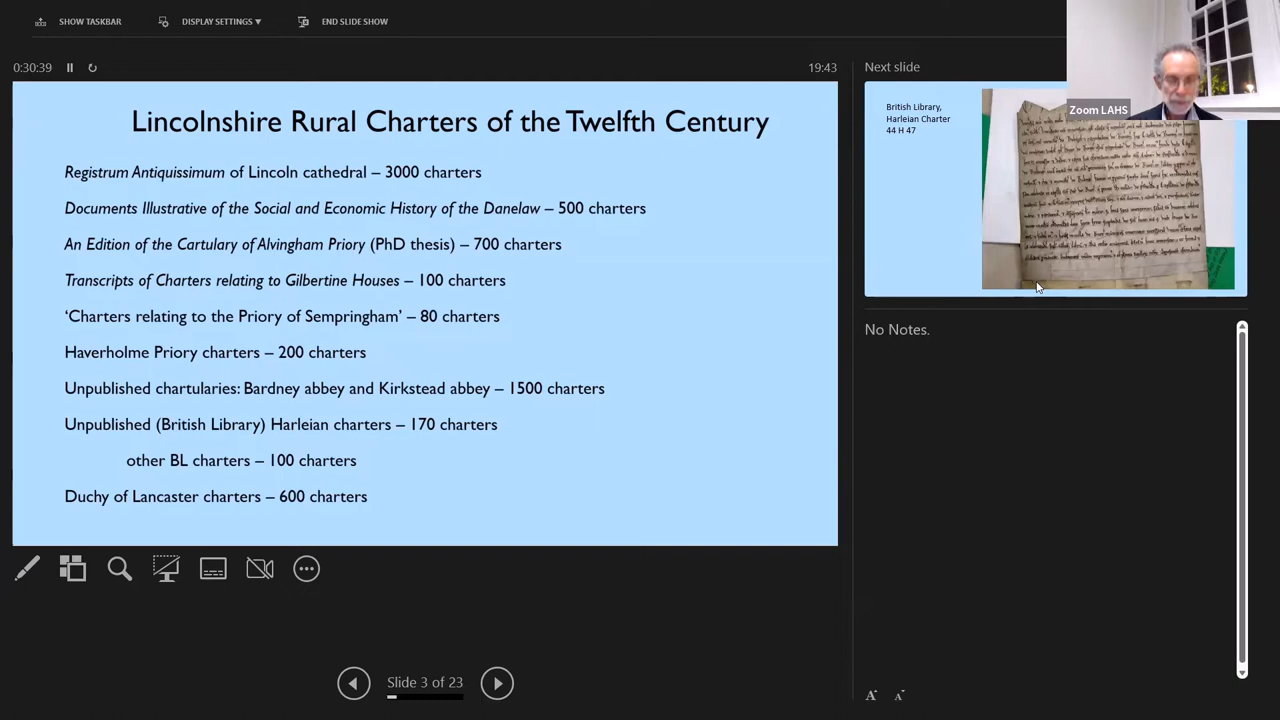 SHOW TASKBAR
DISPLAY SETTINGS ▼
END SLIDE SHOW
0:30:39
19:43
Next slide
Zoom LAHS
Lincolnshire Rural Charters of the Twelfth Century
Registrum Antiquissimum of Lincoln cathedral – 3000 charters
Documents Illustrative of the Social and Economic History of the Danelaw – 500 charters
An Edition of the Cartulary of Alvingham Priory (PhD thesis) – 700 charters
Transcripts of Charters relating to Gilbertine Houses – 100 charters
‘Charters relating to the Priory of Sempringham’ – 80 charters
Haverholme Priory charters – 200 charters
Unpublished chartularies: Bardney abbey and Kirkstead abbey – 1500 charters
Unpublished (British Library) Harleian charters – 170 charters
other BL charters – 100 charters
Duchy of Lancaster charters – 600 charters
British Library,
Harleian Charter
44 H 47
No Notes.
Slide 3 of 23
A A